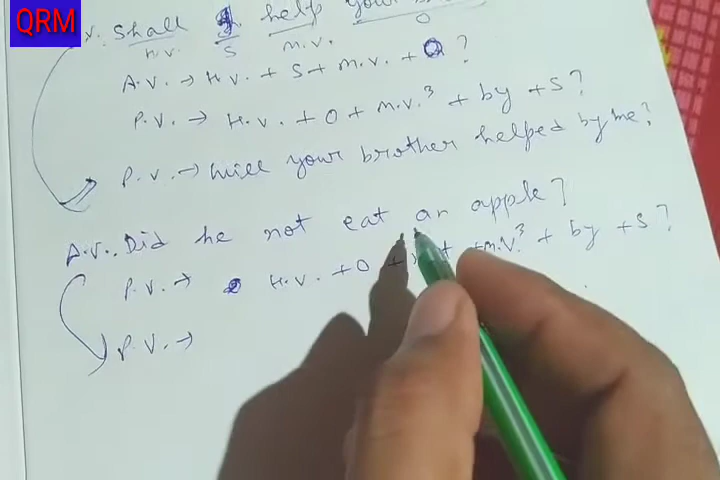 QRM
V. Shall I help your
H.V. S M.V. O
A.V. → H.V. + S + M.V. + O ?
P.V. → H.V. + O + M.V.³ + by + S ?
P.V. → Will your brother helped by me ?
A.V. . Did he not eat an apple ?
P.V. → H.V. + O + + M.V.³ + by + S ?
P.V. →